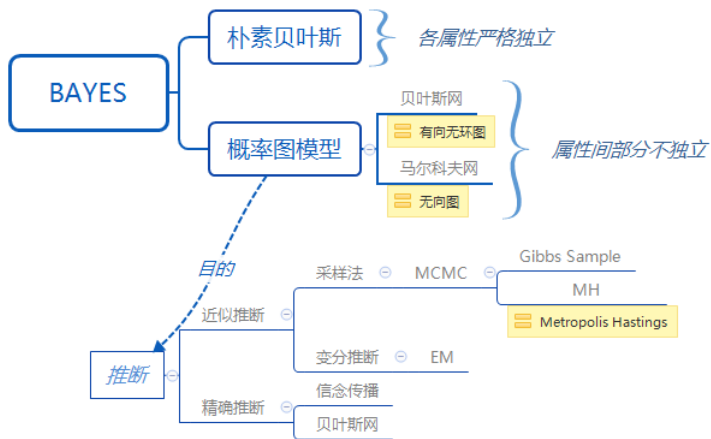 BAYES
朴素贝叶斯
各属性严格独立
概率图模型
贝叶斯网
有向无环图
马尔科夫网
无向图
属性间部分不独立
目的
推断
近似推断
采样法
MCMC
Gibbs Sample
MH
Metropolis Hastings
变分推断
EM
精确推断
信念传播
贝叶斯网